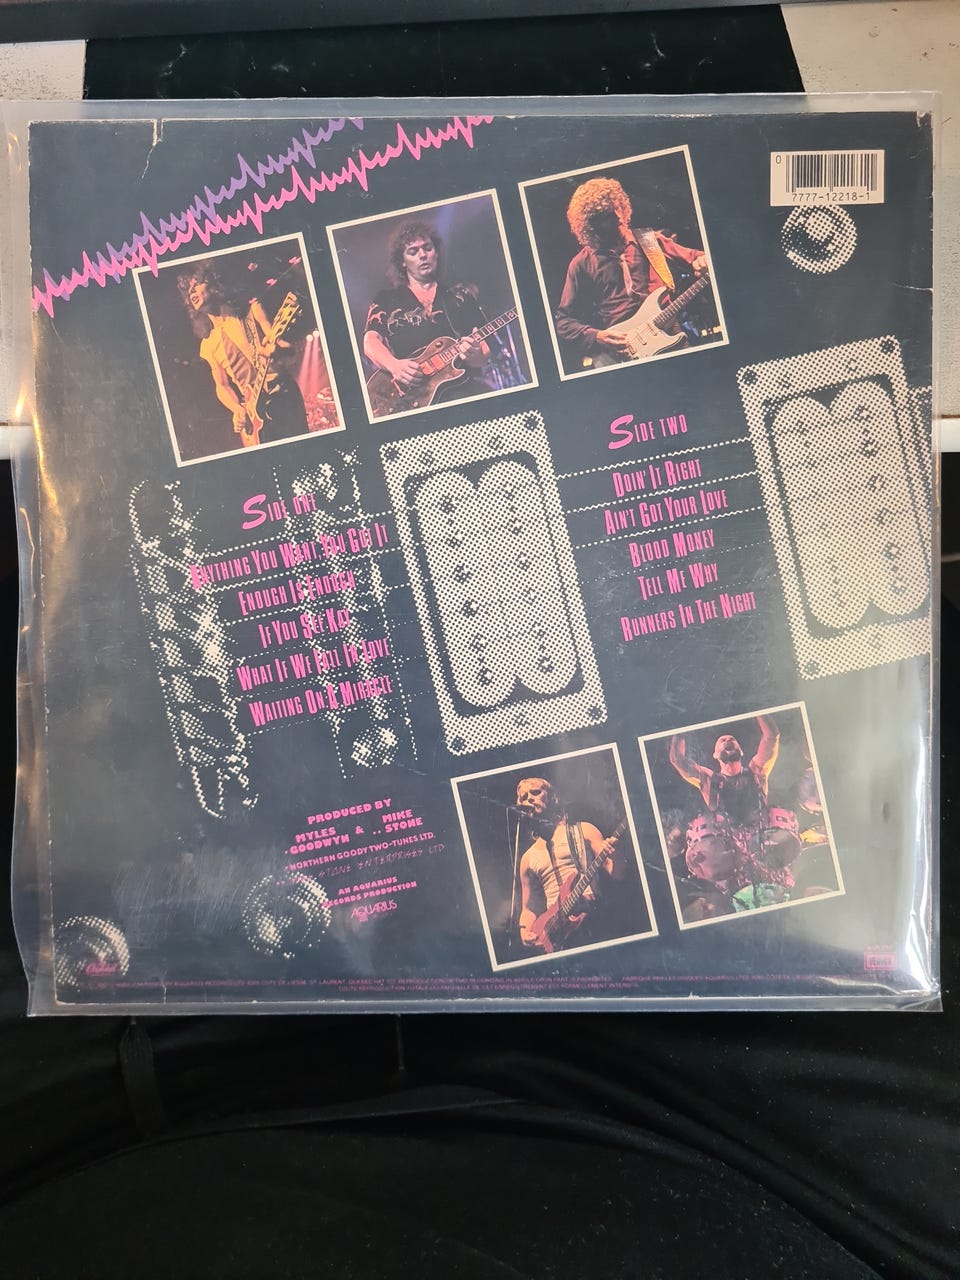 0
7777-12218-1
SIDE ONE
ANYTHING YOU WANT, YOU GOT IT
ENOUGH IS ENOUGH
IF YOU SEE KAY
WHAT IF WE FALL IN LOVE
WAITING ON A MIRACLE
SIDE TWO
DOIN' IT RIGHT
AIN'T GOT YOUR LOVE
BLOOD MONEY
TELL ME WHY
RUNNERS IN THE NIGHT
PRODUCED BY
MYLES GOODWYN & MIKE STONE
NORTHERN GOODY TWO-TUNES LTD.
STONE ENTERPRISES LTD
AN AQUARIUS
RECORDS PRODUCTION
AQUARIUS
Capitol